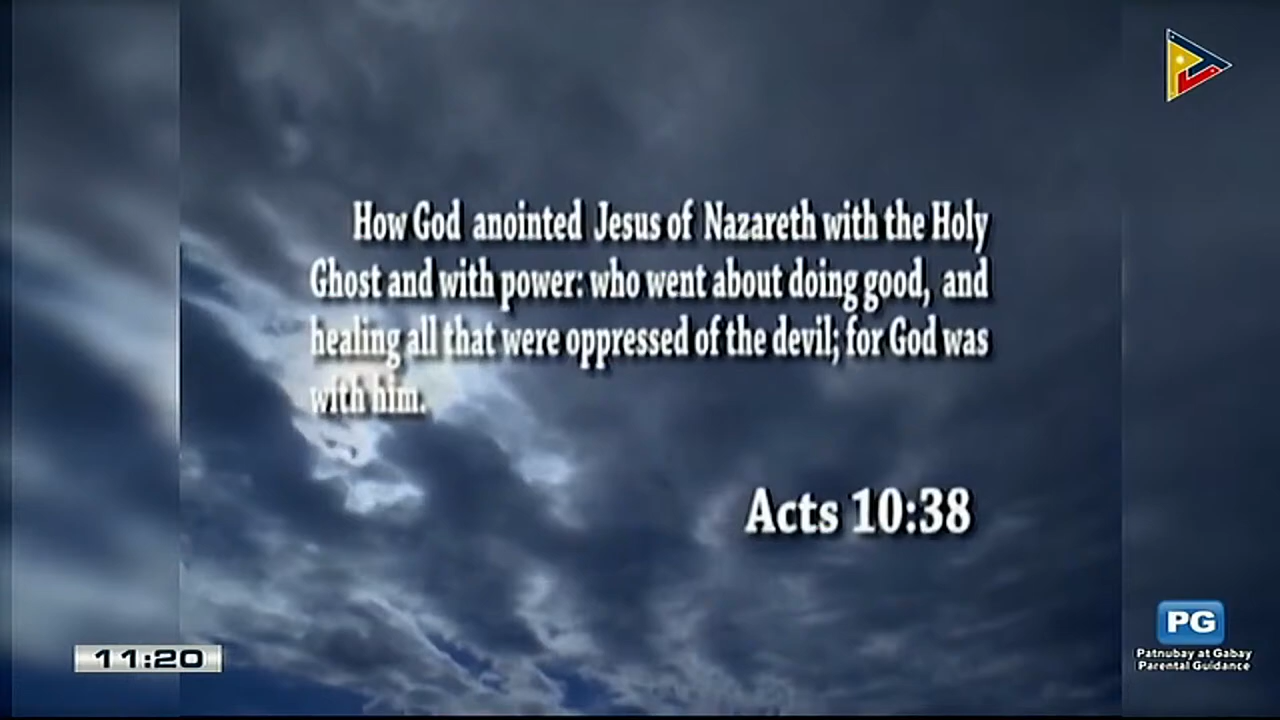 How God anointed Jesus of Nazareth with the Holy
Ghost and with power: who went about doing good, and
healing all that were oppressed of the devil; for God was
with him.
Acts 10:38
11:20
PG
Patnubay at Gabay
Parental Guidance